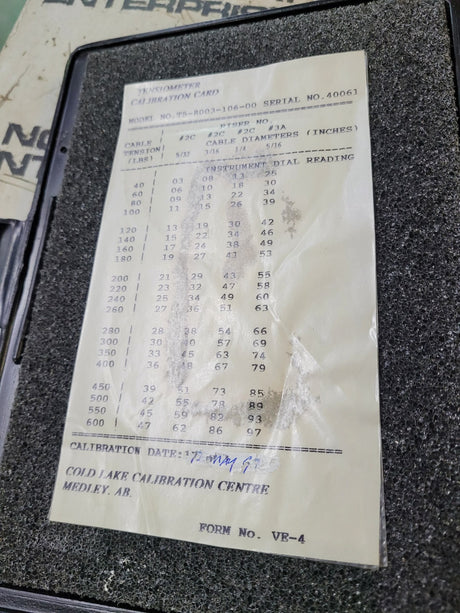 ENTERPRIS
NO
ENTER
TENSIOMETER
CALIBRATION CARD
MODEL NO. T5-8003-106-00 SERIAL NO. 40061
RISER NO.
CABLE #2C #2C #2C #3A
TENSION CABLE DIAMETERS (INCHES)
(LBS) 5/32 3/16 1/4 5/16
INSTRUMENT DIAL READING
40 03 08 13 25
60 06 10 18 30
80 09 13 22 34
100 11 15 26 39
120 13 19 30 42
140 15 22 34 46
160 17 24 38 49
180 19 27 41 53
200 21 29 43 55
220 23 32 47 58
240 25 34 49 60
260 27 36 51 63
280 28 38 54 66
300 30 40 57 69
350 33 45 63 74
400 36 48 67 79
450 39 51 73 85
500 42 55 78 89
550 45 59 82 93
600 47 62 86 97
CALIBRATION DATE: 12 MAY 97
COLD LAKE CALIBRATION CENTRE
MEDLEY, AB.
FORM No. VE-4